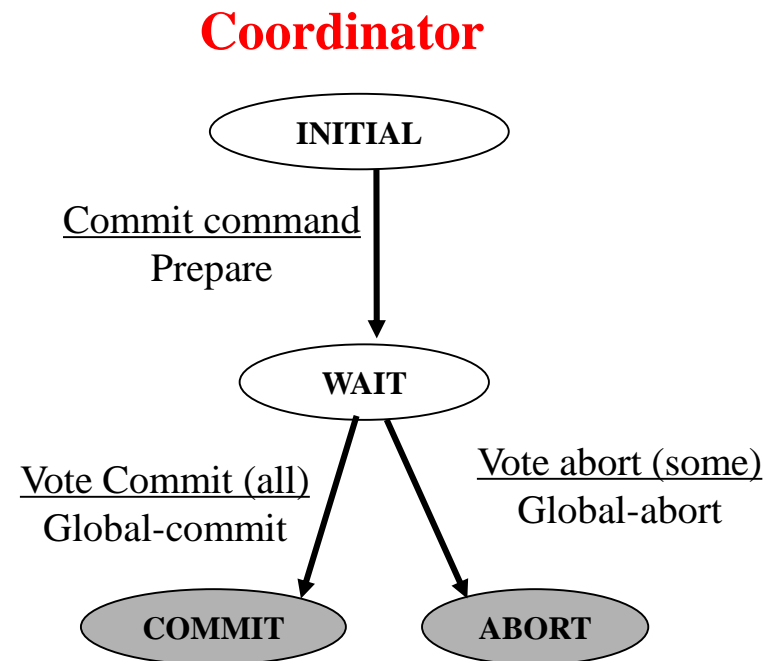 Coordinator
INITIAL
Commit command
Prepare
WAIT
Vote Commit (all)
Global-commit
Vote abort (some)
Global-abort
COMMIT
ABORT